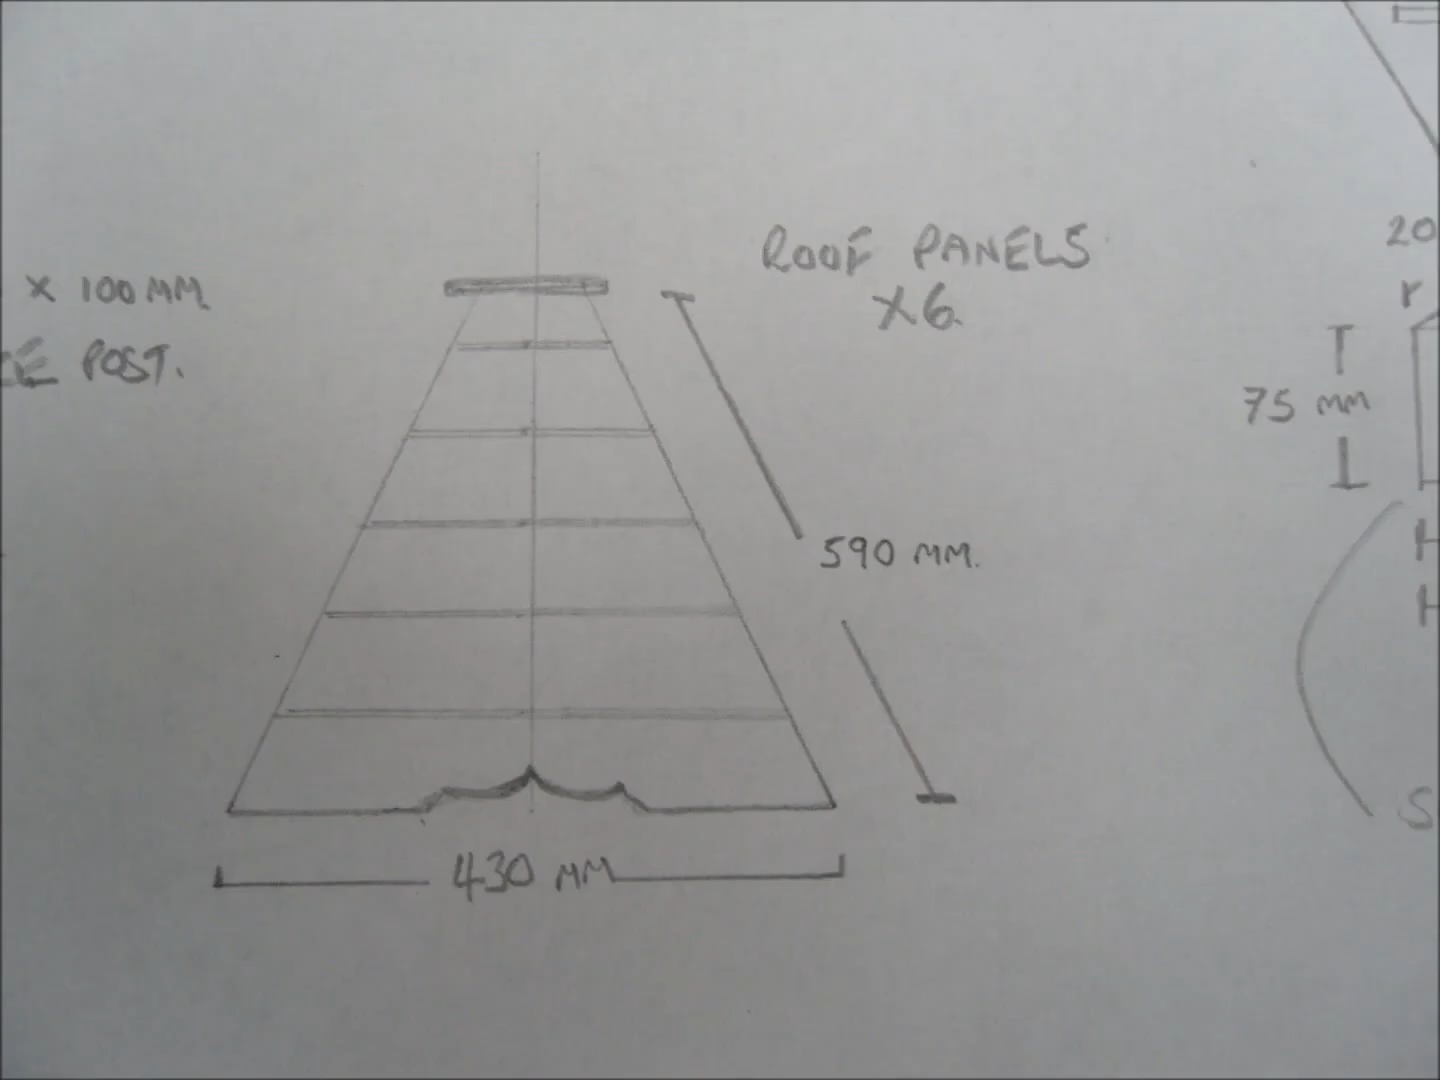 ROOF PANELS
X6.
X 100 MM
POST.
590 MM.
430 MM
20
75 MM